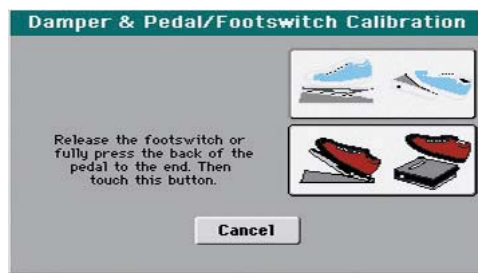 Damper & Pedal/Footswitch Calibration
Release the footswitch or
fully press the back of the
pedal to the end. Then
touch this button.
Cancel